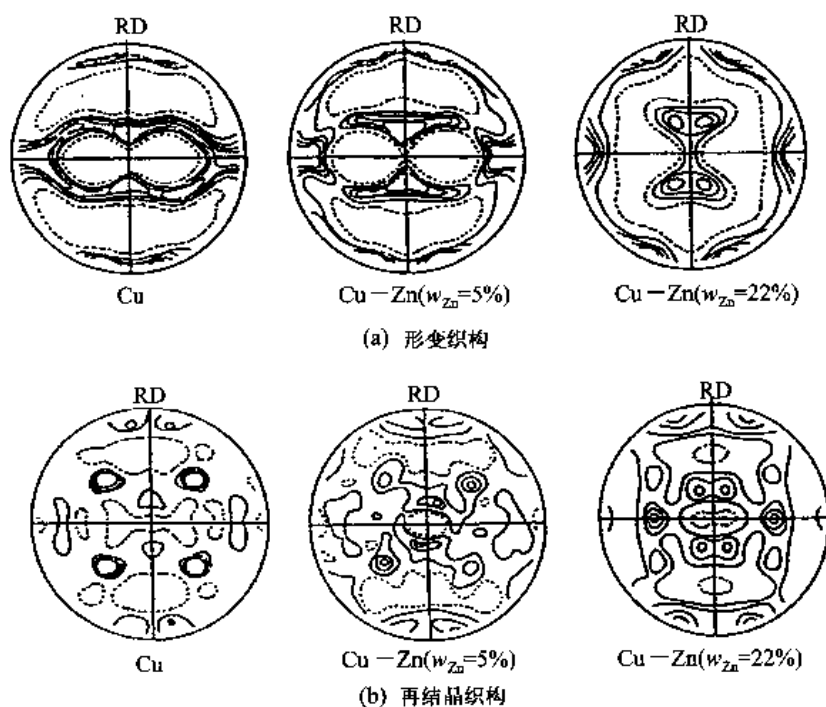 RD RD RD
Cu Cu－Zn(w_Zn=5%) Cu－Zn(w_Zn=22%)
(a) 形变织构
RD RD RD
Cu Cu－Zn(w_Zn=5%) Cu－Zn(w_Zn=22%)
(b) 再结晶织构